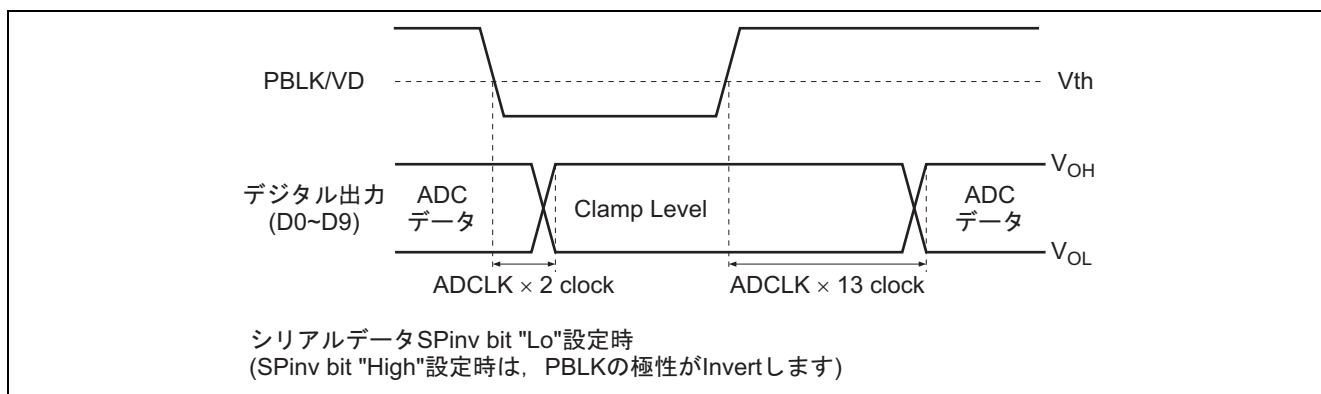 PBLK/VD
Vth
デジタル出力
(D0~D9)
ADC
データ
Clamp Level
ADC
データ
VOH
VOL
ADCLK × 2 clock
ADCLK × 13 clock
シリアルデータSPinv bit "Lo"設定時
(SPinv bit "High"設定時は，PBLKの極性がInvertします)